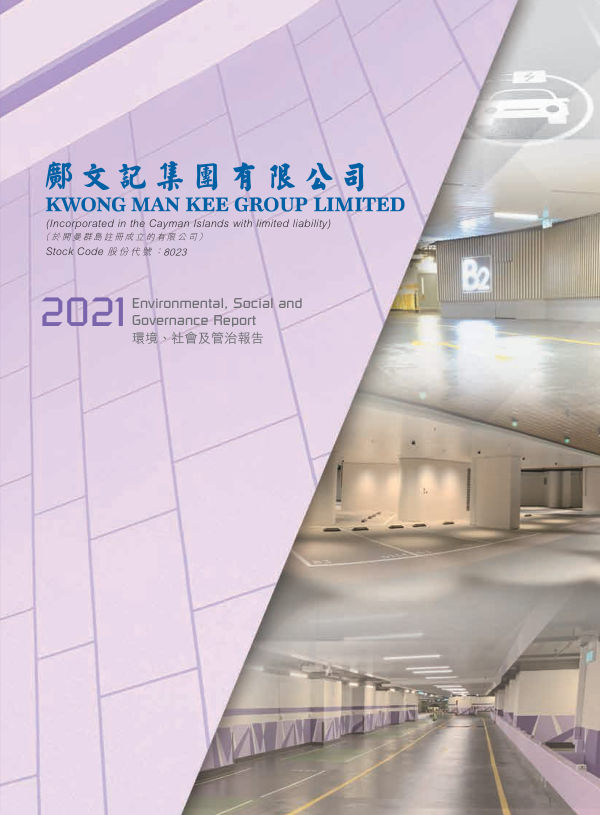 鄺文記集團有限公司
KWONG MAN KEE GROUP LIMITED
(Incorporated in the Cayman Islands with limited liability)
(於開曼群島註冊成立的有限公司)
Stock Code 股份代號：8023
2021 Environmental, Social and
Governance Report
環境、社會及管治報告
B2